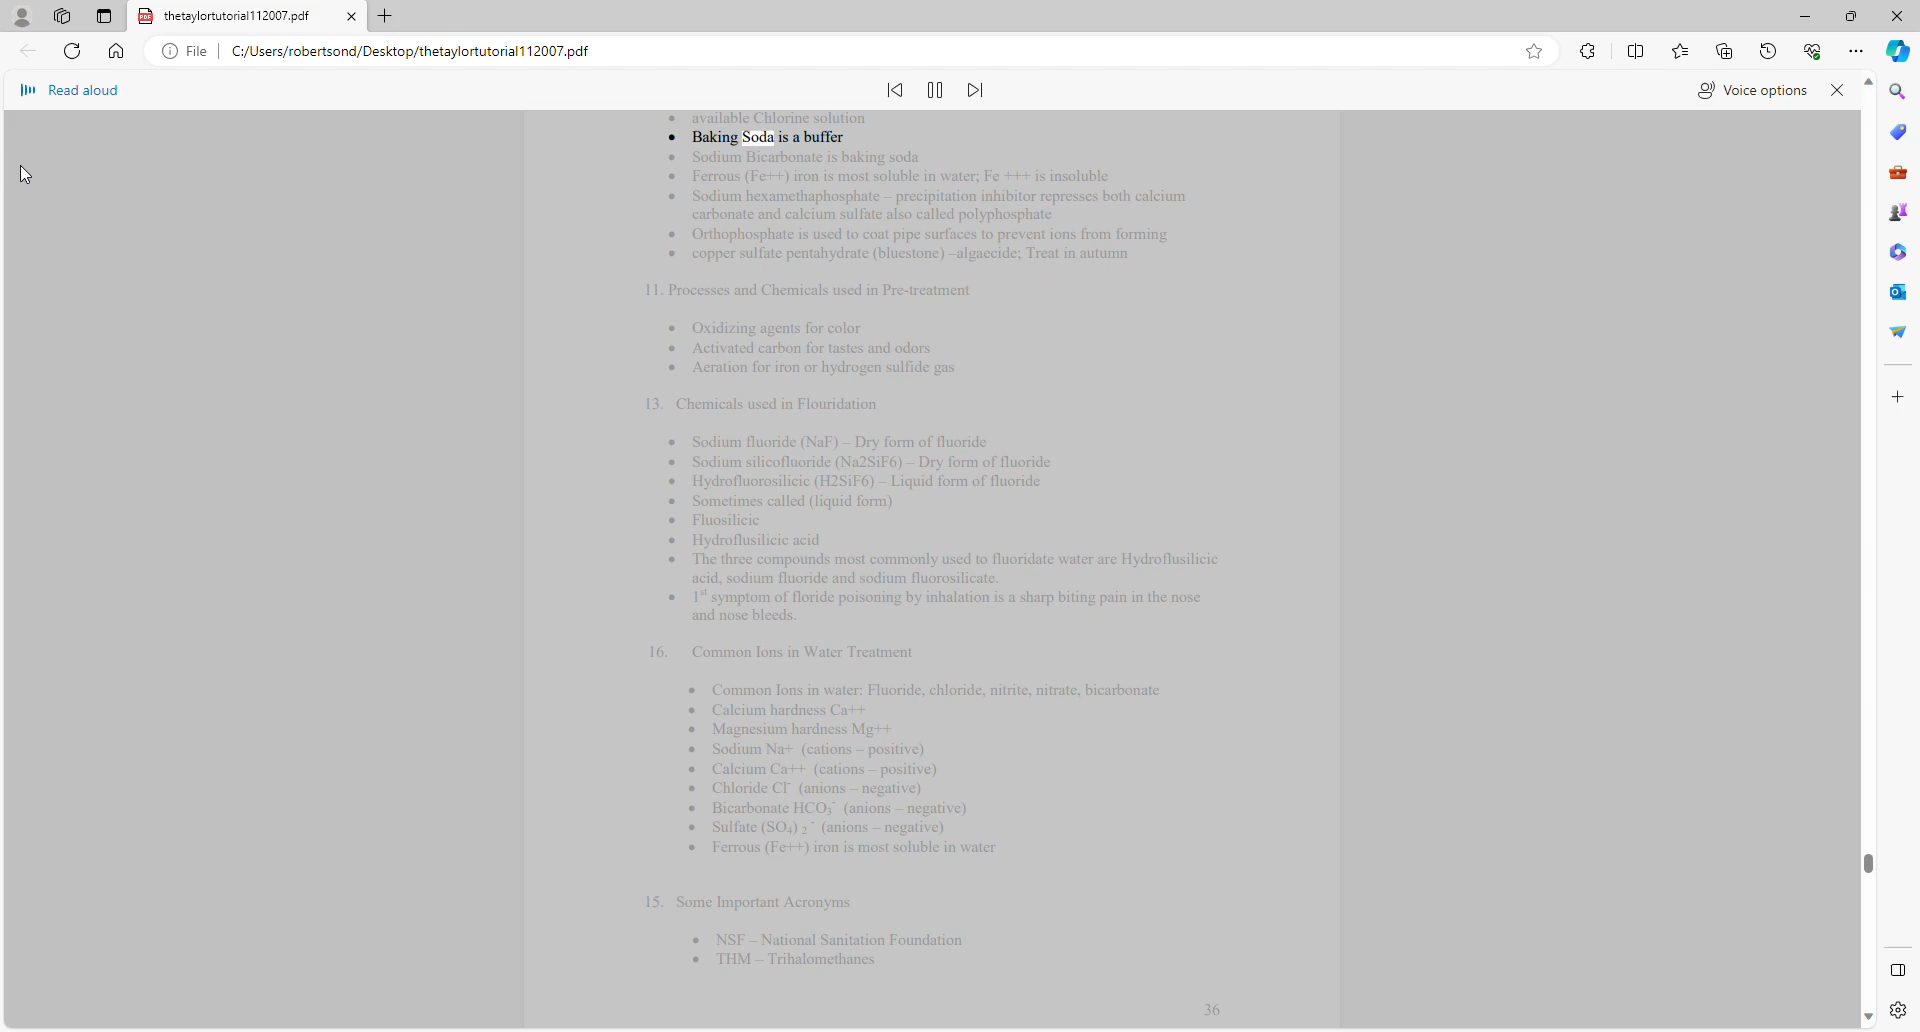 thetaylortutorial112007.pdf
File
C:/Users/robertsond/Desktop/thetaylortutorial112007.pdf
Read aloud
Voice options
available Chlorine solution
• Baking Soda is a buffer
• Sodium Bicarbonate is baking soda
• Ferrous (Fe++) iron is most soluble in water; Fe +++ is insoluble
• Sodium hexamethaphosphate – precipitation inhibitor represses both calcium
carbonate and calcium sulfate also called polyphosphate
• Orthophosphate is used to coat pipe surfaces to prevent ions from forming
• copper sulfate pentahydrate (bluestone) –algaecide; Treat in autumn
11. Processes and Chemicals used in Pre-treatment
• Oxidizing agents for color
• Activated carbon for tastes and odors
• Aeration for iron or hydrogen sulfide gas
13. Chemicals used in Flouridation
• Sodium fluoride (NaF) – Dry form of fluoride
• Sodium silicofluoride (Na2SiF6) – Dry form of fluoride
• Hydrofluorosilicic (H2SiF6) – Liquid form of fluoride
• Sometimes called (liquid form)
• Fluosilicic
• Hydroflusilicic acid
• The three compounds most commonly used to fluoridate water are Hydroflusilicic
acid, sodium fluoride and sodium fluorosilicate.
• 1st symptom of floride poisoning by inhalation is a sharp biting pain in the nose
and nose bleeds.
16. Common Ions in Water Treatment
• Common Ions in water: Fluoride, chloride, nitrite, nitrate, bicarbonate
• Calcium hardness Ca++
• Magnesium hardness Mg++
• Sodium Na+ (cations – positive)
• Calcium Ca++ (cations – positive)
• Chloride Cl⁻ (anions – negative)
• Bicarbonate HCO₃⁻ (anions – negative)
• Sulfate (SO₄) ₂⁻ (anions – negative)
• Ferrous (Fe++) iron is most soluble in water
15. Some Important Acronyms
• NSF – National Sanitation Foundation
• THM – Trihalomethanes
36